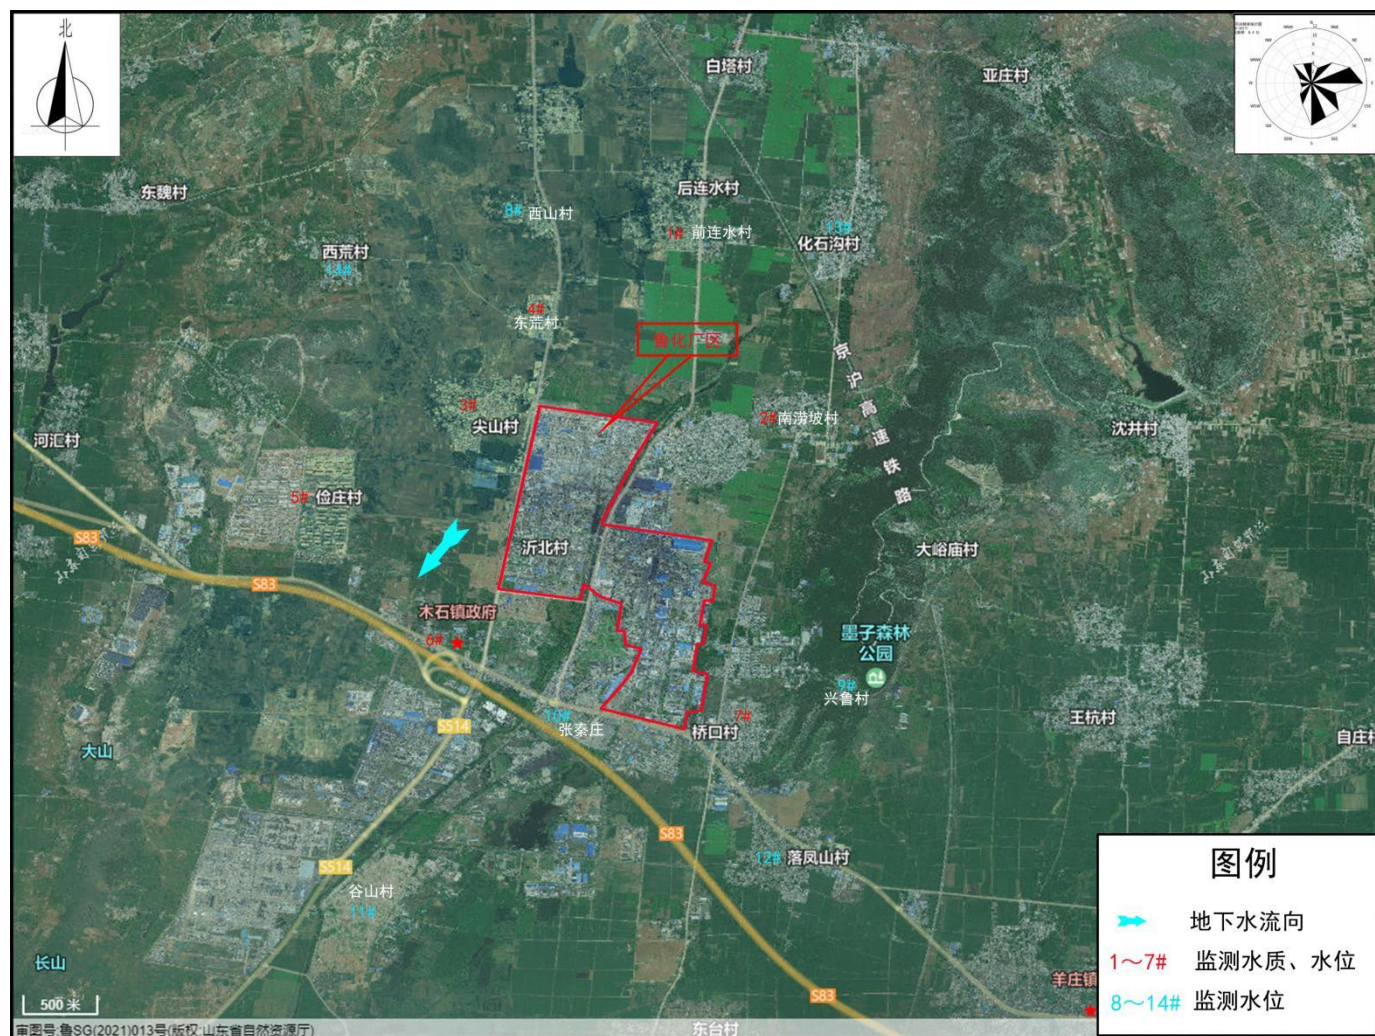 北
白塔村
亚庄村
后连水村
东魏村
8# 西山村
1# 前连水村
13#
化石沟村
西荒村
14#
4#
东荒村
鲁化厂区
京沪高速铁路
3#
尖山村
2# 南涝坡村
沈井村
河汇村
5# 俭庄村
S83
沂北村
大峪庙村
S83
木石镇政府
6#
墨子森林
公园
9#
兴鲁村
10#
张秦庄
7#
桥口村
S514
王杭村
自庄村
大山
S83
12# 落凤山村
S514
谷山村
11#
长山
羊庄镇
S83
东台村
500 米
审图号:鲁SG(2021)013号(版权:山东省自然资源厅)
图例
地下水流向
1～7# 监测水质、水位
8～14# 监测水位